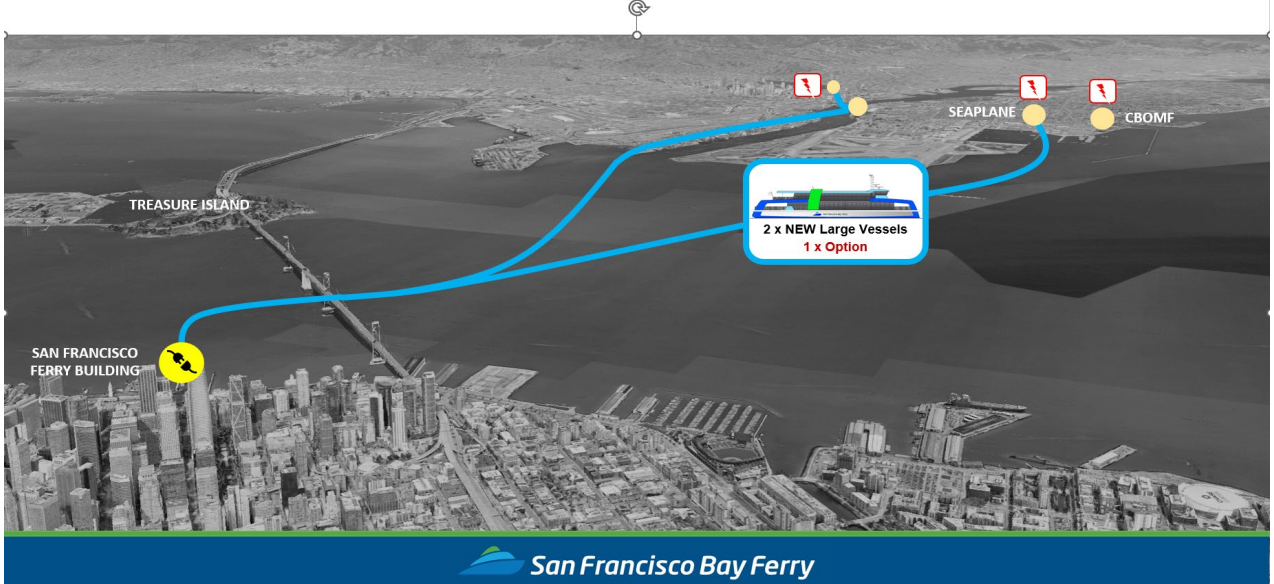 SEAPLANE
CBOMF
TREASURE ISLAND
2 x NEW Large Vessels
1 x Option
SAN FRANCISCO
FERRY BUILDING
San Francisco Bay Ferry